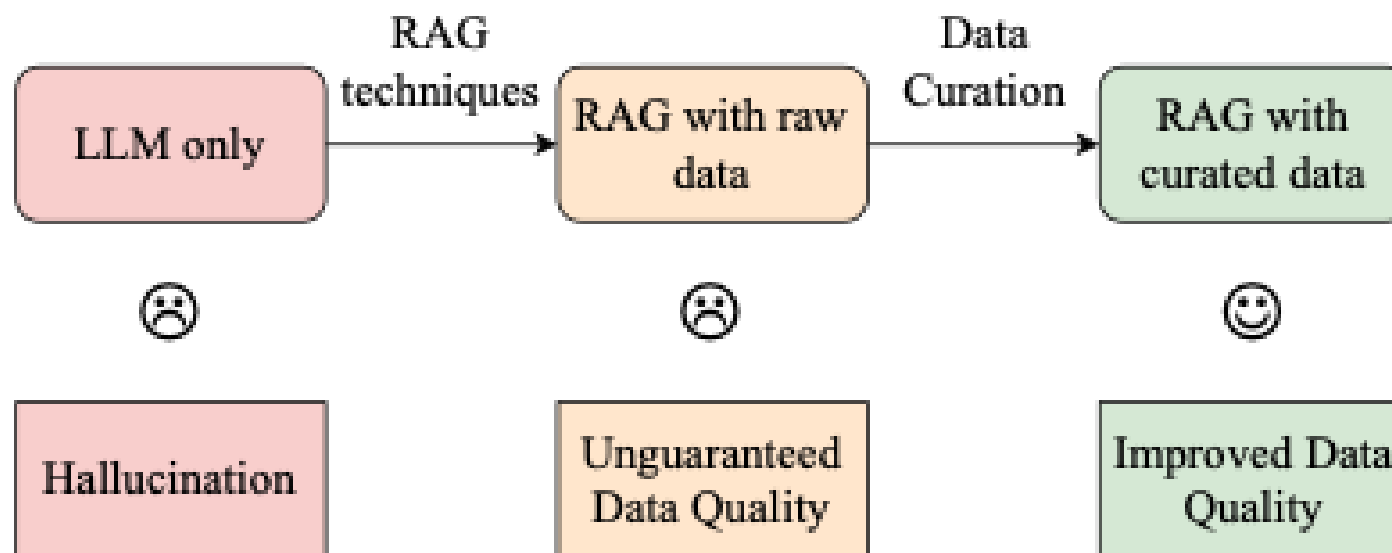 RAG
techniques
Data
Curation
LLM only
RAG with raw
data
RAG with
curated data
Hallucination
Unguaranteed
Data Quality
Improved Data
Quality